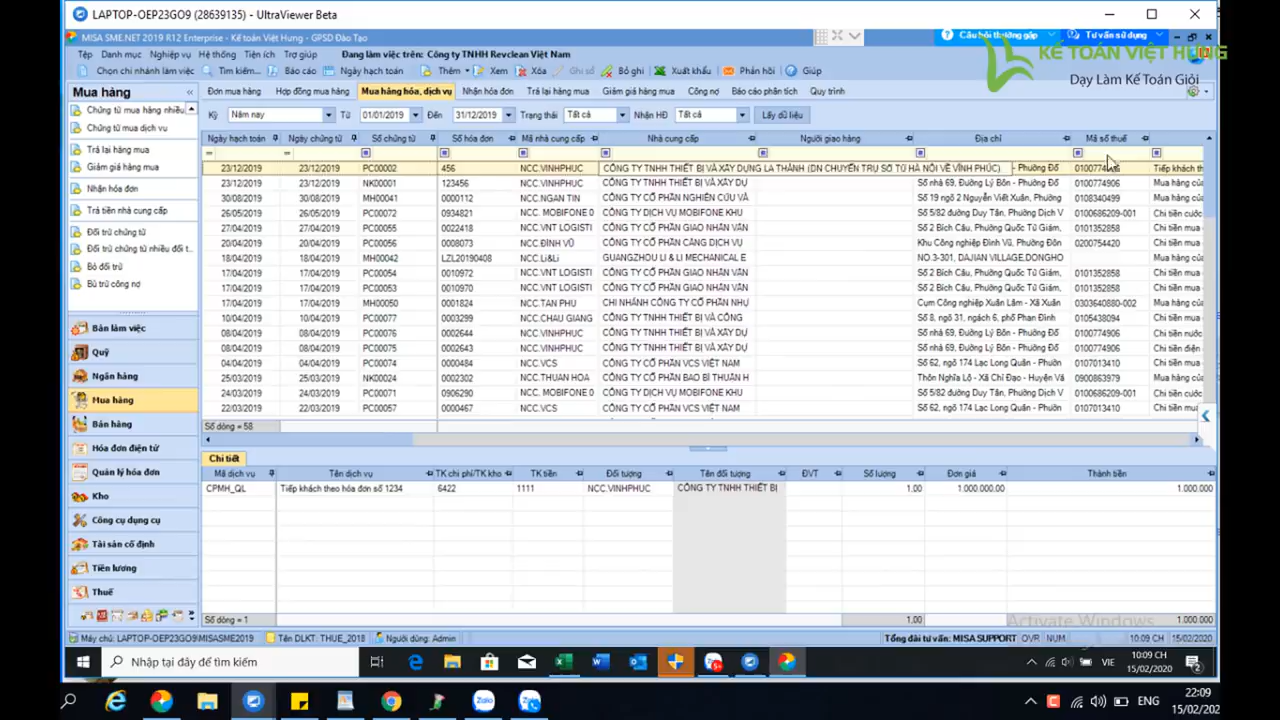 LAPTOP-OEP23GO9 (28639135) - UltraViewer Beta
MISA SME.NET 2019 R12 Enterprise - Kế toán Việt Hưng - GPSD Đào Tạo
Câu hỏi thường gặp
Tư vấn sử dụng
KẾ TOÁN VIỆT HƯNG
Dạy Làm Kế Toán Giỏi
Tệp Danh mục Nghiệp vụ Hệ thống Tiện ích Trợ giúp Đang làm việc trên: Công ty TNHH Revclean Việt Nam
Chọn chi nhánh làm việc Tìm kiếm... Báo cáo Ngày hạch toán Thêm Xem Xóa Ghi sổ Bỏ ghi Xuất khẩu Phản hồi Giúp
Mua hàng «
Đơn mua hàng Hợp đồng mua hàng Mua hàng hóa, dịch vụ Nhận hóa đơn Trả lại hàng mua Giảm giá hàng mua Công nợ Báo cáo phân tích Quy trình
Kỳ Năm nay Từ 01/01/2019 Đến 31/12/2019 Trạng thái Tất cả Nhận HĐ Tất cả Lấy dữ liệu
Chứng từ mua hàng nhiều
Chứng từ mua dịch vụ
Trả lại hàng mua
Giảm giá hàng mua
Nhận hóa đơn
Trả tiền nhà cung cấp
Đối trừ chứng từ
Đối trừ chứng từ nhiều đối t...
Bỏ đối trừ
Bù trừ công nợ
Bàn làm việc
Quỹ
Ngân hàng
Mua hàng
Bán hàng
Hóa đơn điện tử
Quản lý hóa đơn
Kho
Công cụ dụng cụ
Tài sản cố định
Tiền lương
Thuế
Ngày hạch toán Ngày chứng từ Số chứng từ Số hóa đơn Mã nhà cung cấp Nhà cung cấp Người giao hàng Địa chỉ Mã số thuế
23/12/2019 23/12/2019 PC00002 456 NCC.VINHPHUC CÔNG TY TNHH THIẾT BỊ VÀ XÂY DỰNG LA THÀNH (DN CHUYỂN TRỤ SỞ TỪ HÀ NỘI VỀ VĨNH PHÚC) - Phường Đố Tiếp khách th
23/12/2019 23/12/2019 NK00001 123456 NCC.VINHPHUC CÔNG TY TNHH THIẾT BỊ VÀ XÂY DỰ Số nhà 69, Đường Lý Bôn - Phường Đố 0100774906 Mua hàng củ
30/08/2019 30/08/2019 MH00041 0000112 NCC.NGAN TIN CÔNG TY CỔ PHẦN NGHIÊN CỨU VÀ Số 19 ngõ 2 Nguyễn Viết Xuân, Phường 0108340499 Mua hàng củ
26/05/2019 26/05/2019 PC00072 0934821 NCC. MOBIFONE 0 CÔNG TY DỊCH VỤ MOBIFONE KHU Số 5/82 đường Duy Tân, Phường Dịch V 0100686209-001 Chi tiền cước
27/04/2019 27/04/2019 PC00055 0022418 NCC.VNT LOGISTI CÔNG TY CỔ PHẦN GIAO NHẬN VẬN Số 2 Bích Câu, Phường Quốc Tử Giám, 0101352858 Chi tiền mua
20/04/2019 20/04/2019 PC00056 0008073 NCC.ĐÌNH VŨ CÔNG TY CỔ PHẦN CẢNG DỊCH VỤ Khu Công nghiệp Đình Vũ, Phường Đông 0200754420 Chi tiền mua
18/04/2019 18/04/2019 MH00042 LZL20190408 NCC.Li&Li GUANGZHOU LI & LI MECHANICAL E NO.3-301, DAJIAN VILLAGE,DONGHO Mua hàng củ
17/04/2019 17/04/2019 PC00054 0010972 NCC.VNT LOGISTI CÔNG TY CỔ PHẦN GIAO NHẬN VẬN Số 2 Bích Câu, Phường Quốc Tử Giám, 0101352858 Chi tiền mua
17/04/2019 17/04/2019 PC00053 0010970 NCC.VNT LOGISTI CÔNG TY CỔ PHẦN GIAO NHẬN VẬN Số 2 Bích Câu, Phường Quốc Tử Giám, 0101352858 Chi tiền mua
17/04/2019 17/04/2019 MH00050 0001824 NCC.TAN PHU CHI NHÁNH CÔNG TY CỔ PHẦN NHỰ Cụm Công nghiệp Xuân Lâm - Xã Xuân 0303640880-002 Mua hàng của
10/04/2019 10/04/2019 PC00077 0003299 NCC.CHAU GIANG CÔNG TY TNHH THIẾT BỊ VÀ CÔNG Số 8, ngõ 31, ngách 6, phố Phan Đình 0105438094 Chi tiền mua
08/04/2019 08/04/2019 PC00076 0002644 NCC.VINHPHUC CÔNG TY TNHH THIẾT BỊ VÀ XÂY DỰ Số nhà 69, Đường Lý Bôn - Phường Đố 0100774906 Chi tiền nước
08/04/2019 08/04/2019 PC00075 0002643 NCC.VINHPHUC CÔNG TY TNHH THIẾT BỊ VÀ XÂY DỰ Số nhà 69, Đường Lý Bôn - Phường Đố 0100774906 Chi tiền điện
04/04/2019 04/04/2019 PC00074 0000484 NCC.VCS CÔNG TY CỔ PHẦN VCS VIỆT NAM Số 62, ngõ 174 Lạc Long Quân - Phườn 0107013410 Chi tiền mua
25/03/2019 25/03/2019 NK00024 0002302 NCC.THUAN HOA CÔNG TY CỔ PHẦN BAO BÌ THUẬN H Thôn Nghĩa Lộ - Xã Chỉ Đạo - Huyện Vă 0900863979 Mua hàng củ
24/03/2019 24/03/2019 PC00071 0906290 NCC. MOBIFONE 0 CÔNG TY DỊCH VỤ MOBIFONE KHU Số 5/82 đường Duy Tân, Phường Dịch V 0100686209-001 Chi tiền cước
22/03/2019 22/03/2019 PC00057 0000467 NCC.VCS CÔNG TY CỔ PHẦN VCS VIỆT NAM Số 62, ngõ 174 Lạc Long Quân - Phườn 0107013410 Chi tiền mua
Số dòng = 58
Chi tiết
Mã dịch vụ Tên dịch vụ TK chi phí/TK kho TK tiền Đối tượng Tên đối tượng ĐVT Số lượng Đơn giá Thành tiền
CPMH_QL Tiếp khách theo hóa đơn số 1234 6422 1111 NCC.VINHPHUC CÔNG TY TNHH THIẾT BỊ 1,00 1.000.000,00 1.000.000
Số dòng = 1 1,00 1.000.000
Activate Windows
Máy chủ: LAPTOP-OEP23GO9\MISASME2019 Tên DLKT: THUE_2018 Người dùng: Admin Tổng đài tư vấn: MISA SUPPORT OVR NUM 10:09 CH 15/02/2020
Nhập tại đây để tìm kiếm
VIE
10:09 CH
15/02/2020
2
ENG
22:09
15/02/202
Zalo
Zalo